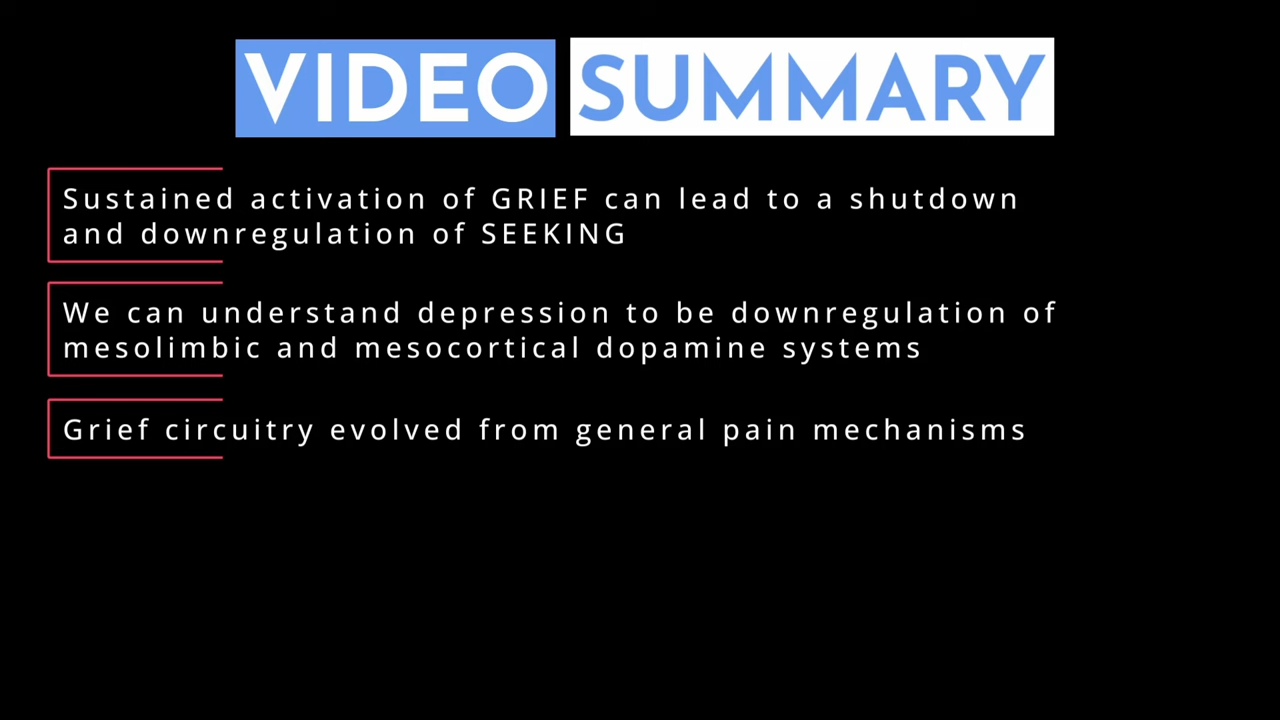 VIDEO SUMMARY
Sustained activation of GRIEF can lead to a shutdown
and downregulation of SEEKING
We can understand depression to be downregulation of
mesolimbic and mesocortical dopamine systems
Grief circuitry evolved from general pain mechanisms